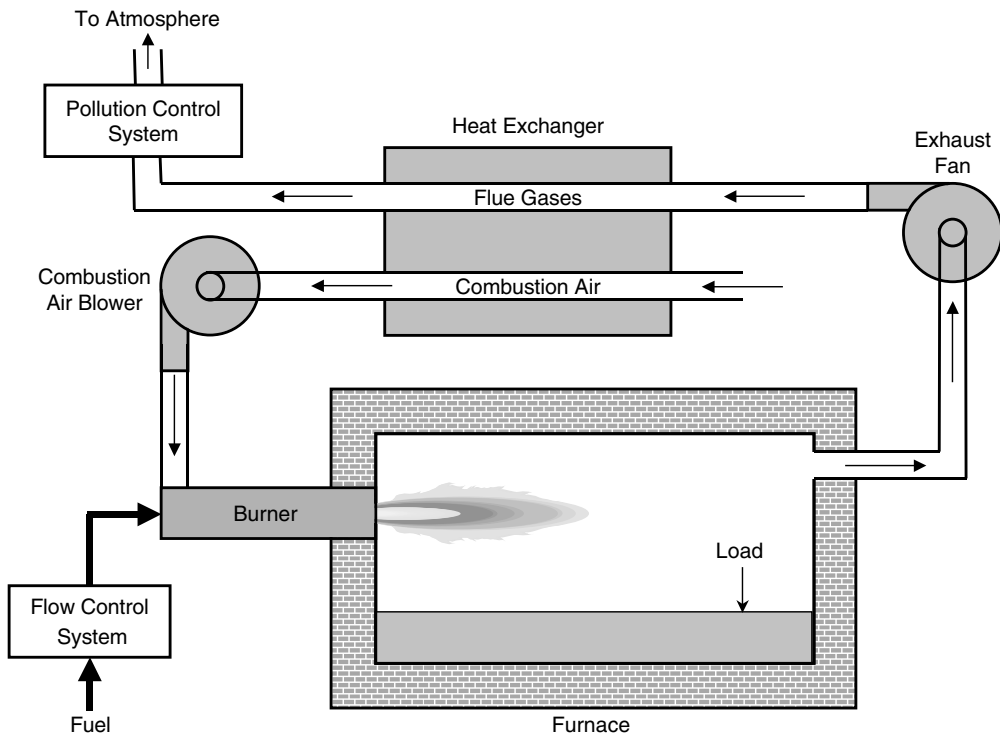 To Atmosphere
Pollution Control
System
Heat Exchanger
Exhaust
Fan
Flue Gases
Combustion
Air Blower
Combustion Air
Burner
Load
Flow Control
System
Fuel
Furnace